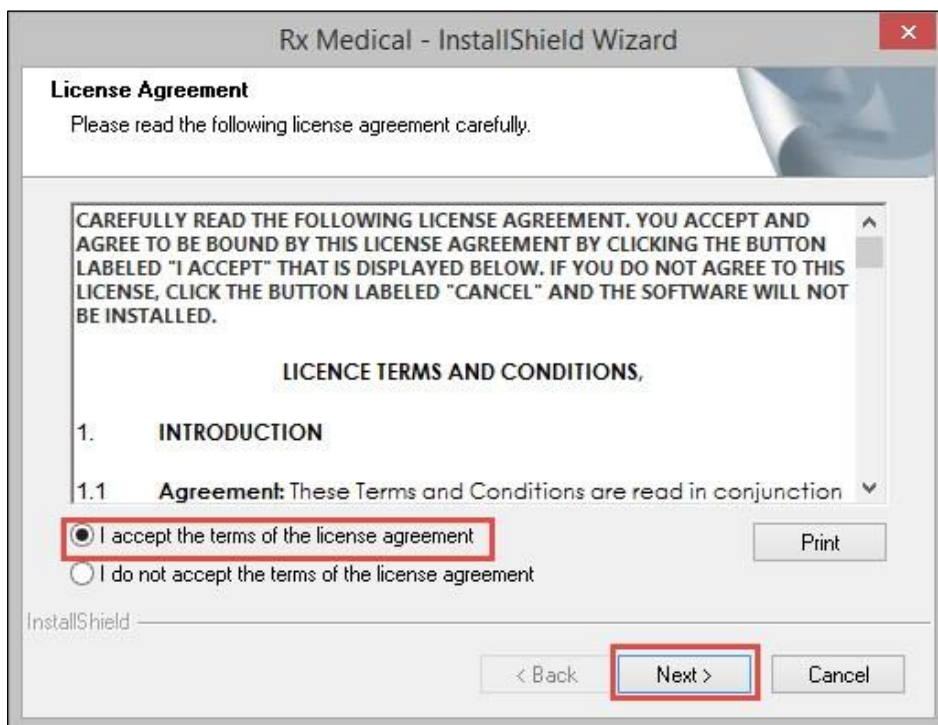 Rx Medical - InstallShield Wizard
License Agreement
Please read the following license agreement carefully.
CAREFULLY READ THE FOLLOWING LICENSE AGREEMENT. YOU ACCEPT AND
AGREE TO BE BOUND BY THIS LICENSE AGREEMENT BY CLICKING THE BUTTON
LABELED "I ACCEPT" THAT IS DISPLAYED BELOW. IF YOU DO NOT AGREE TO THIS
LICENSE, CLICK THE BUTTON LABELED "CANCEL" AND THE SOFTWARE WILL NOT
BE INSTALLED.
LICENCE TERMS AND CONDITIONS,
1. INTRODUCTION
1.1 Agreement: These Terms and Conditions are read in conjunction
I accept the terms of the license agreement
Print
I do not accept the terms of the license agreement
InstallShield
< Back Next > Cancel